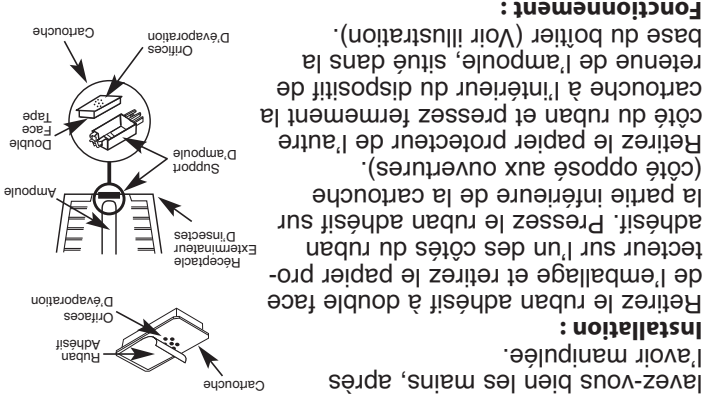 lavez-vous bien les mains, après
l'avoir manipulée.
Installation :
Retirez le ruban adhésif à double face
de l'emballage et retirez le papier pro-
tecteur sur l'un des côtés du ruban
adhésif. Pressez le ruban adhésif sur
la partie inférieure de la cartouche
(côté opposé aux ouvertures).
Retirez le papier protecteur de l'autre
côté du ruban et pressez fermement la
cartouche à l'intérieur du dispositif de
retenue de l'ampoule, situé dans la
base du boîtier (Voir illustration).
Fonctionnement :
Cartouche
Ruban
Adhésif
Orifaces
D'évaporation
Réceptacle
Exterminateur
D'insectes
Ampoule
Support
D'ampoule
Double
Face
Tape
Orifices
D'évaporation
Cartouche